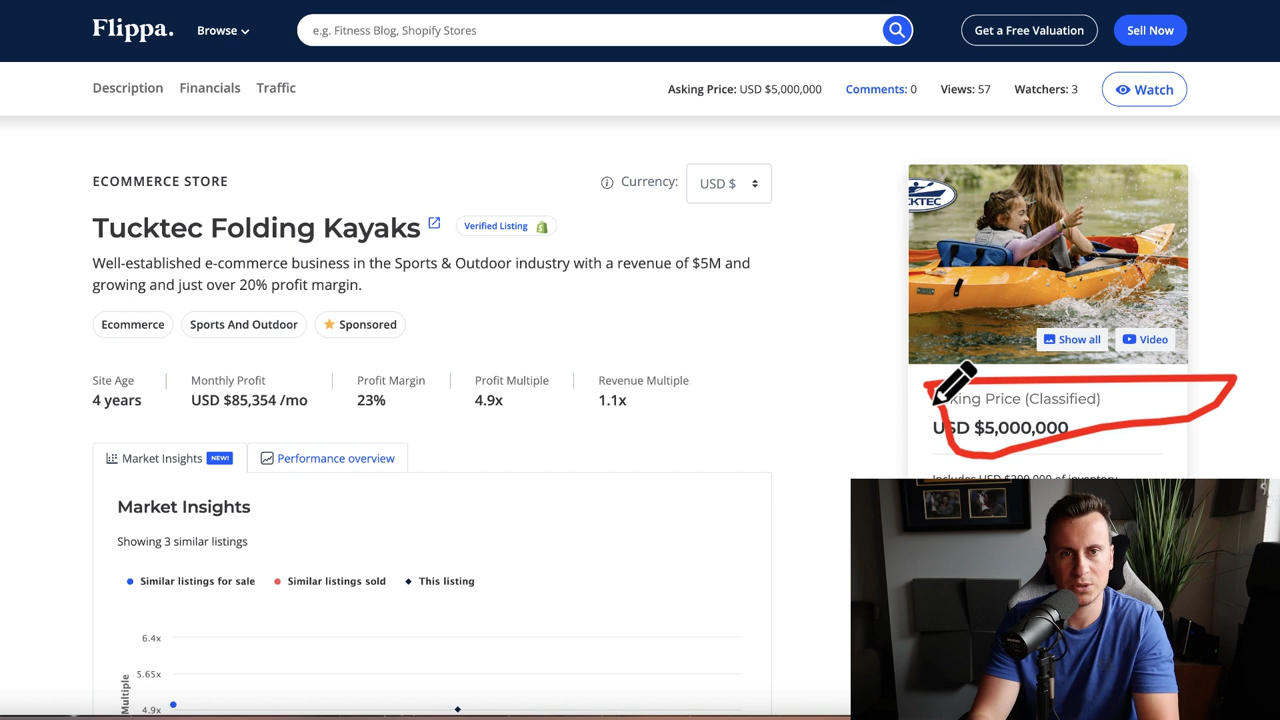 Flippa.
Browse
e.g. Fitness Blog, Shopify Stores
Get a Free Valuation
Sell Now
Description
Financials
Traffic
Asking Price: USD $5,000,000
Comments: 0
Views: 57
Watchers: 3
Watch
ECOMMERCE STORE
Currency:
USD $
Tucktec Folding Kayaks
Verified Listing
Well-established e-commerce business in the Sports & Outdoor industry with a revenue of $5M and
growing and just over 20% profit margin.
Ecommerce
Sports And Outdoor
Sponsored
Show all
Video
Site Age
4 years
Monthly Profit
USD $85,354 /mo
Profit Margin
23%
Profit Multiple
4.9x
Revenue Multiple
1.1x
Price (Classified)
USD $5,000,000
Market Insights
NEW!
Performance overview
Market Insights
Showing 3 similar listings
Similar listings for sale
Similar listings sold
This listing
6.4x
5.65x
4.9x
Multiple